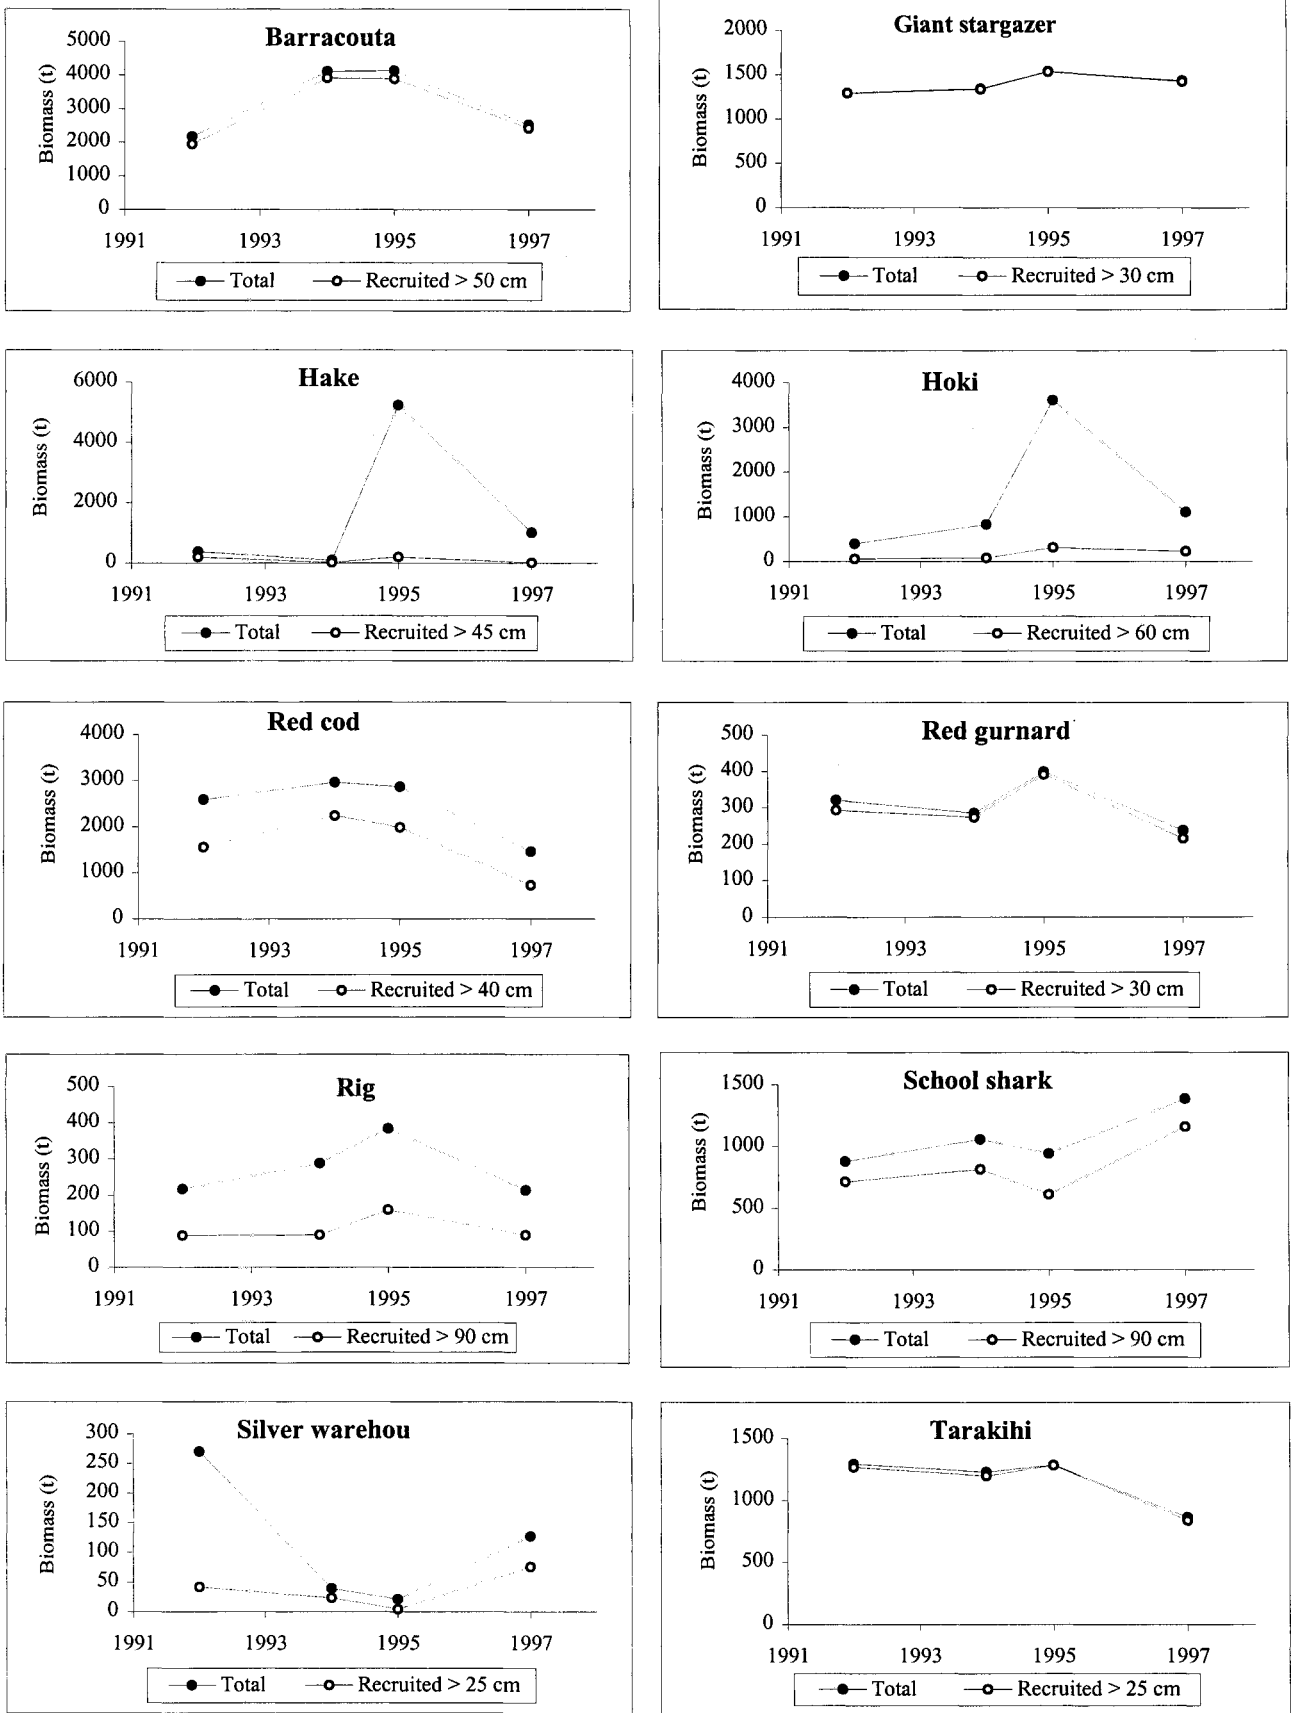 Barracouta
Biomass (t)
5000
4000
3000
2000
1000
0
1991 1993 1995 1997
Total Recruited > 50 cm
Giant stargazer
Biomass (t)
2000
1500
1000
500
0
1991 1993 1995 1997
Total Recruited > 30 cm
Hake
Biomass (t)
6000
4000
2000
0
1991 1993 1995 1997
Total Recruited > 45 cm
Hoki
Biomass (t)
4000
3000
2000
1000
0
1991 1993 1995 1997
Total Recruited > 60 cm
Red cod
Biomass (t)
4000
3000
2000
1000
0
1991 1993 1995 1997
Total Recruited > 40 cm
Red gurnard
Biomass (t)
500
400
300
200
100
0
1991 1993 1995 1997
Total Recruited > 30 cm
Rig
Biomass (t)
500
400
300
200
100
0
1991 1993 1995 1997
Total Recruited > 90 cm
School shark
Biomass (t)
1500
1000
500
0
1991 1993 1995 1997
Total Recruited > 90 cm
Silver warehou
Biomass (t)
300
250
200
150
100
50
0
1991 1993 1995 1997
Total Recruited > 25 cm
Tarakihi
Biomass (t)
1500
1000
500
0
1991 1993 1995 1997
Total Recruited > 25 cm